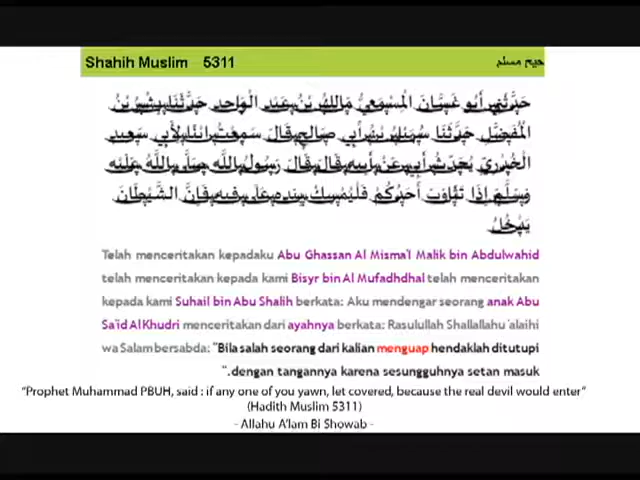 Shahih Muslim 5311 صحيح مسلم
حَدَّثَنِي أَبُو غَسَّانَ الْمِسْمَعِيُّ مَالِكُ بْنُ عَبْدِ الْوَاحِدِ حَدَّثَنَا بِشْرُ بْنُ
الْمُفَضَّلِ حَدَّثَنَا سُهَيْلُ بْنُ أَبِي صَالِحٍ قَالَ سَمِعْتُ ابْنًا لِأَبِي سَعِيدٍ
الْخُدْرِيِّ يُحَدِّثُ أَبِي عَنْ أَبِيهِ قَالَ قَالَ رَسُولُ اللَّهِ صَلَّى اللَّهُ عَلَيْهِ
وَسَلَّمَ إِذَا تَثَاوَبَ أَحَدُكُمْ فَلْيُمْسِكْ بِيَدِهِ عَلَى فِيهِ فَإِنَّ الشَّيْطَانَ
يَدْخُلُ
Telah menceritakan kepadaku Abu Ghassan Al Misma'I Malik bin Abdulwahid
telah menceritakan kepada kami Bisyr bin Al Mufadhdhal telah menceritakan
kepada kami Suhail bin Abu Shalih berkata: Aku mendengar seorang anak Abu
Sa'id Al Khudri menceritakan dari ayahnya berkata: Rasulullah Shallallahu 'alaihi
wa Salam bersabda: "Bila salah seorang dari kalian menguap hendaklah ditutupi
".dengan tangannya karena sesungguhnya setan masuk
"Prophet Muhammad PBUH, said : if any one of you yawn, let covered, because the real devil would enter"
(Hadith Muslim 5311)
- Allahu A'lam Bi Showab -